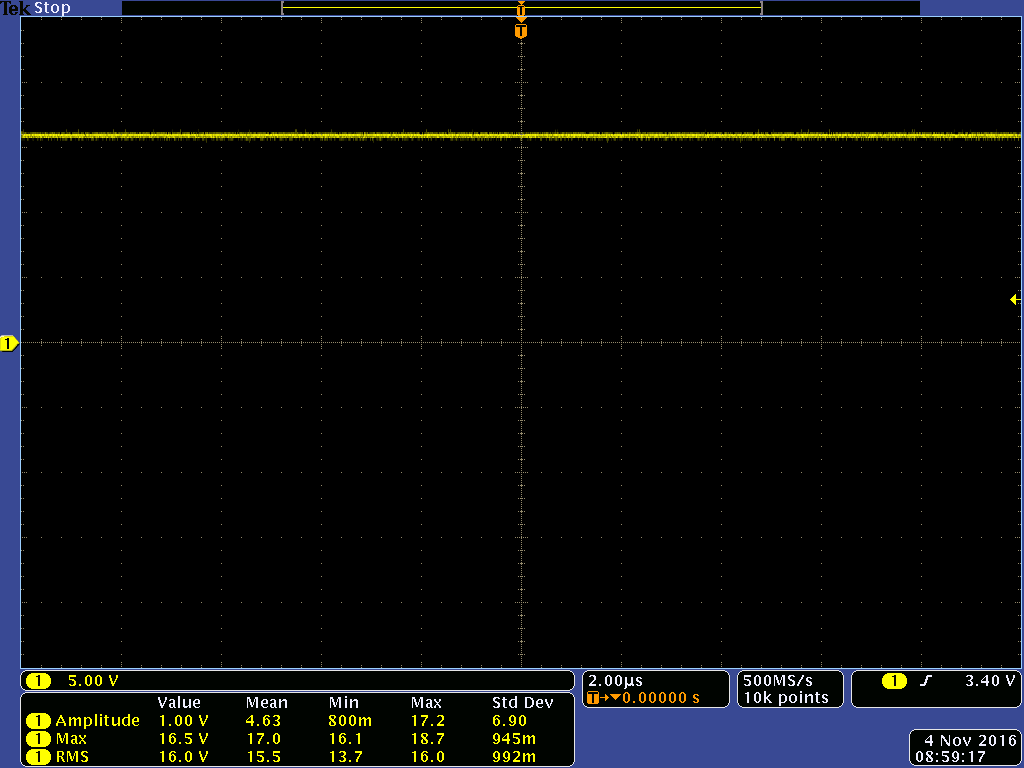 Tek Stop
T
T
1
1 5.00 V
2.00μs
T→▼0.00000 s
500MS/s
10k points
1 ƒ 3.40 V
Value Mean Min Max Std Dev
1 Amplitude 1.00 V 4.63 800m 17.2 6.90
1 Max 16.5 V 17.0 16.1 18.7 945m
1 RMS 16.0 V 15.5 13.7 16.0 992m
4 Nov 2016
08:59:17